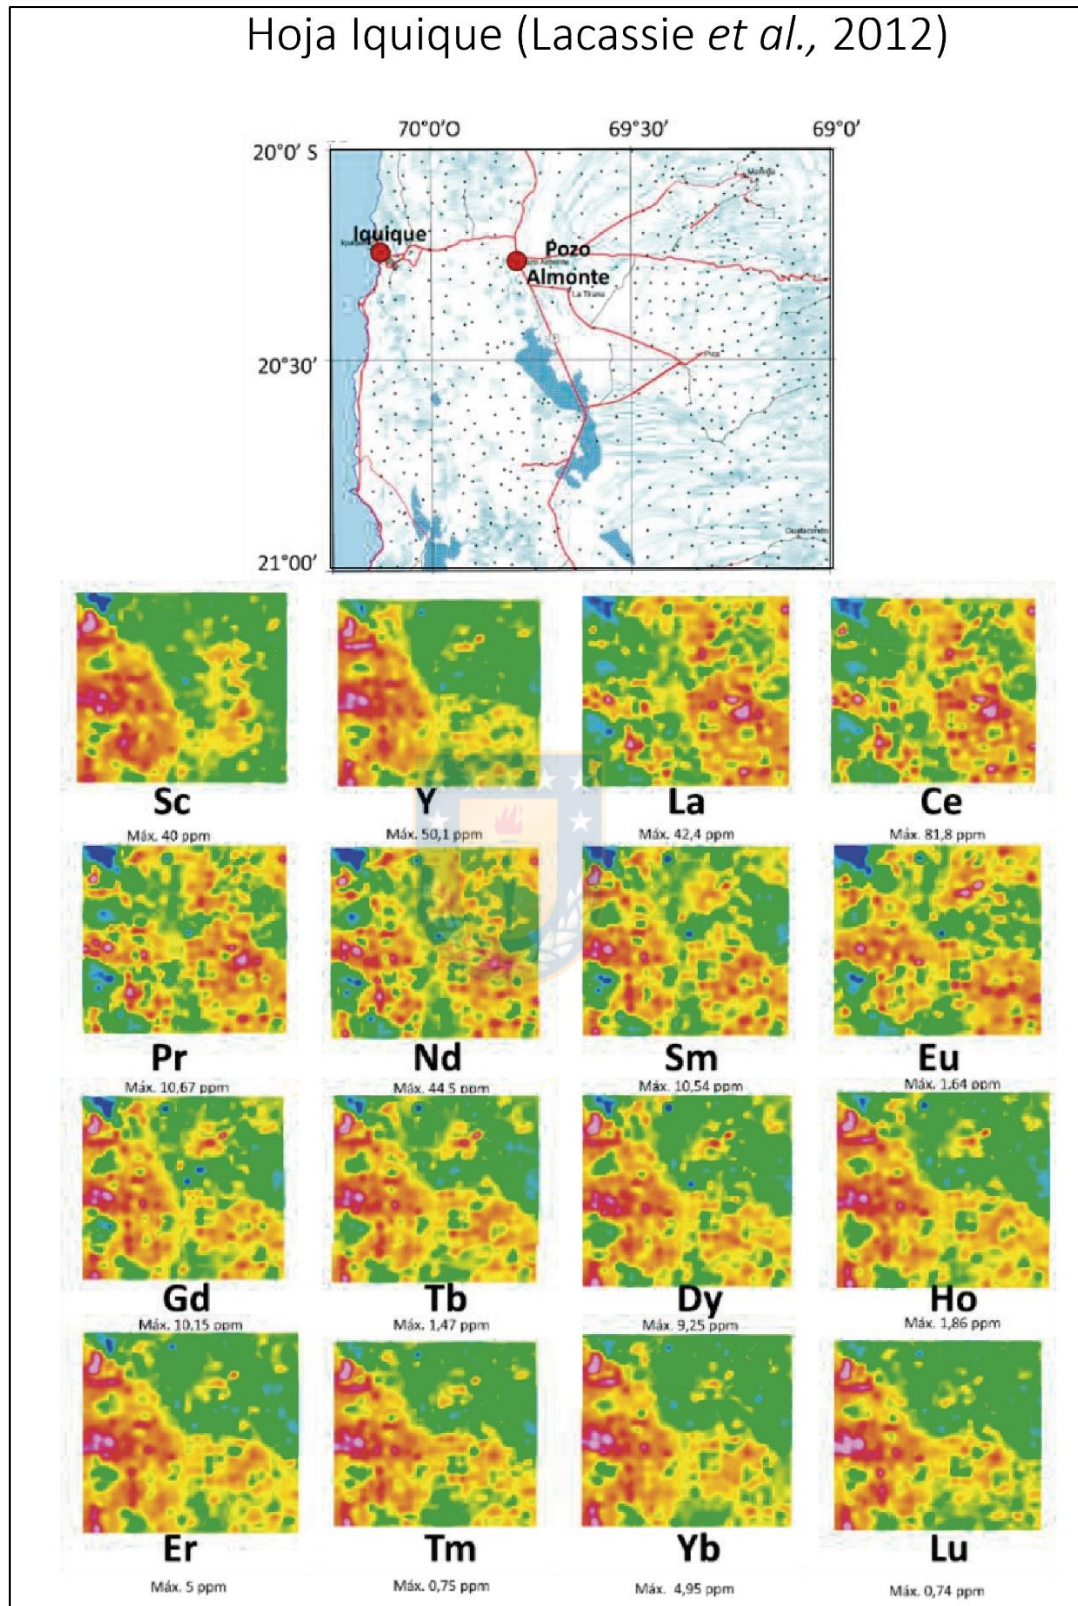 Hoja Iquique (Lacassie et al., 2012)
70°0'O 69°30' 69°0'
20°0' S
Iquique
Pozo
Almonte
La Tirana
20°30'
Pica
21°00'
Sc Y La Ce
Máx. 40 ppm Máx. 50,1 ppm Máx. 42,4 ppm Máx. 81,8 ppm
Pr Nd Sm Eu
Máx. 10,67 ppm Máx. 44,5 ppm Máx. 10,54 ppm Máx. 1,64 ppm
Gd Tb Dy Ho
Máx. 10,15 ppm Máx. 1,47 ppm Máx. 9,25 ppm Máx. 1,86 ppm
Er Tm Yb Lu
Máx. 5 ppm Máx. 0,75 ppm Máx. 4,95 ppm Máx. 0,74 ppm